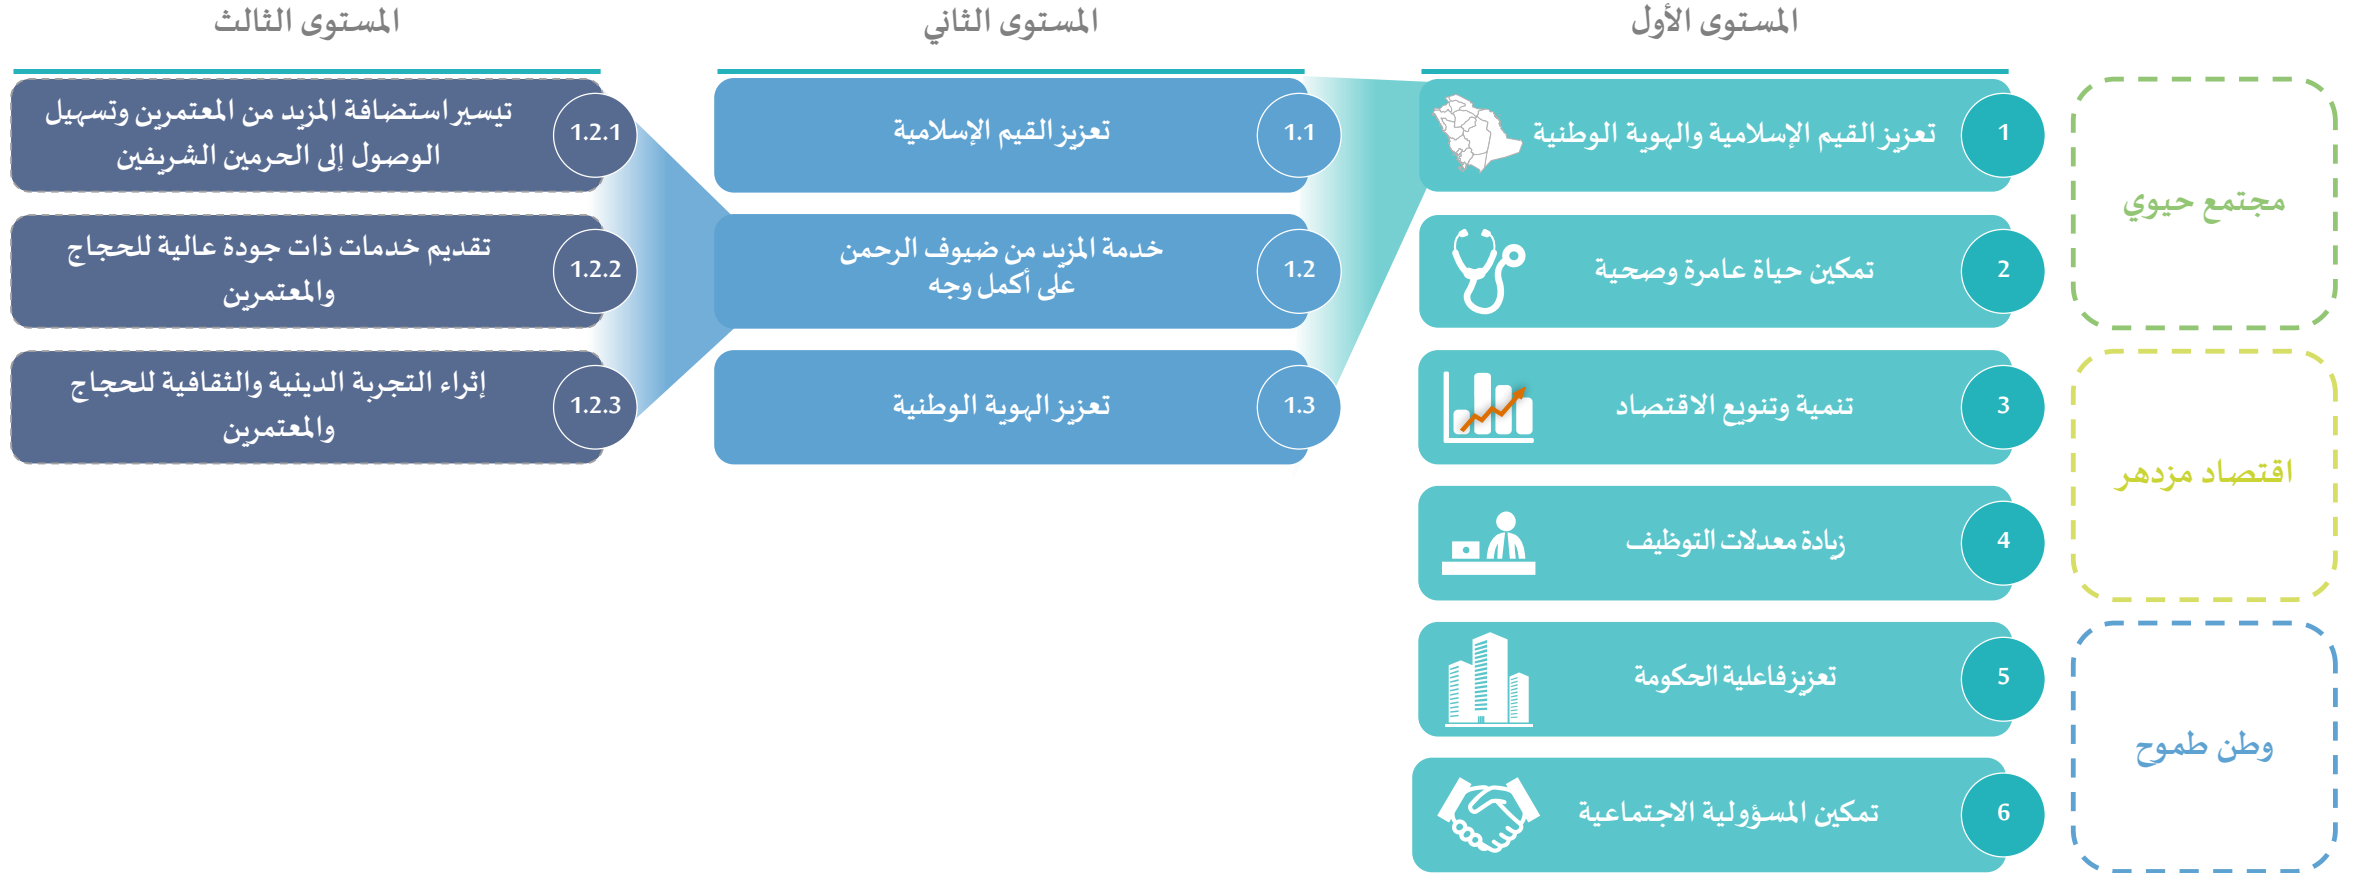 المستوى الأول
المستوى الثاني
المستوى الثالث
مجتمع حيوي
اقتصاد مزدهر
وطن طموح
1
تعزيز القيم الإسلامية والهوية الوطنية
2
تمكين حياة عامرة وصحية
3
تنمية وتنويع الاقتصاد
4
زيادة معدلات التوظيف
5
تعزيز فاعلية الحكومة
6
تمكين المسؤولية الاجتماعية
1.1
تعزيز القيم الإسلامية
1.2
خدمة المزيد من ضيوف الرحمن
على أكمل وجه
1.3
تعزيز الهوية الوطنية
1.2.1
تيسير استضافة المزيد من المعتمرين وتسهيل
الوصول إلى الحرمين الشريفين
1.2.2
تقديم خدمات ذات جودة عالية للحجاج
والمعتمرين
1.2.3
إثراء التجربة الدينية والثقافية للحجاج
والمعتمرين